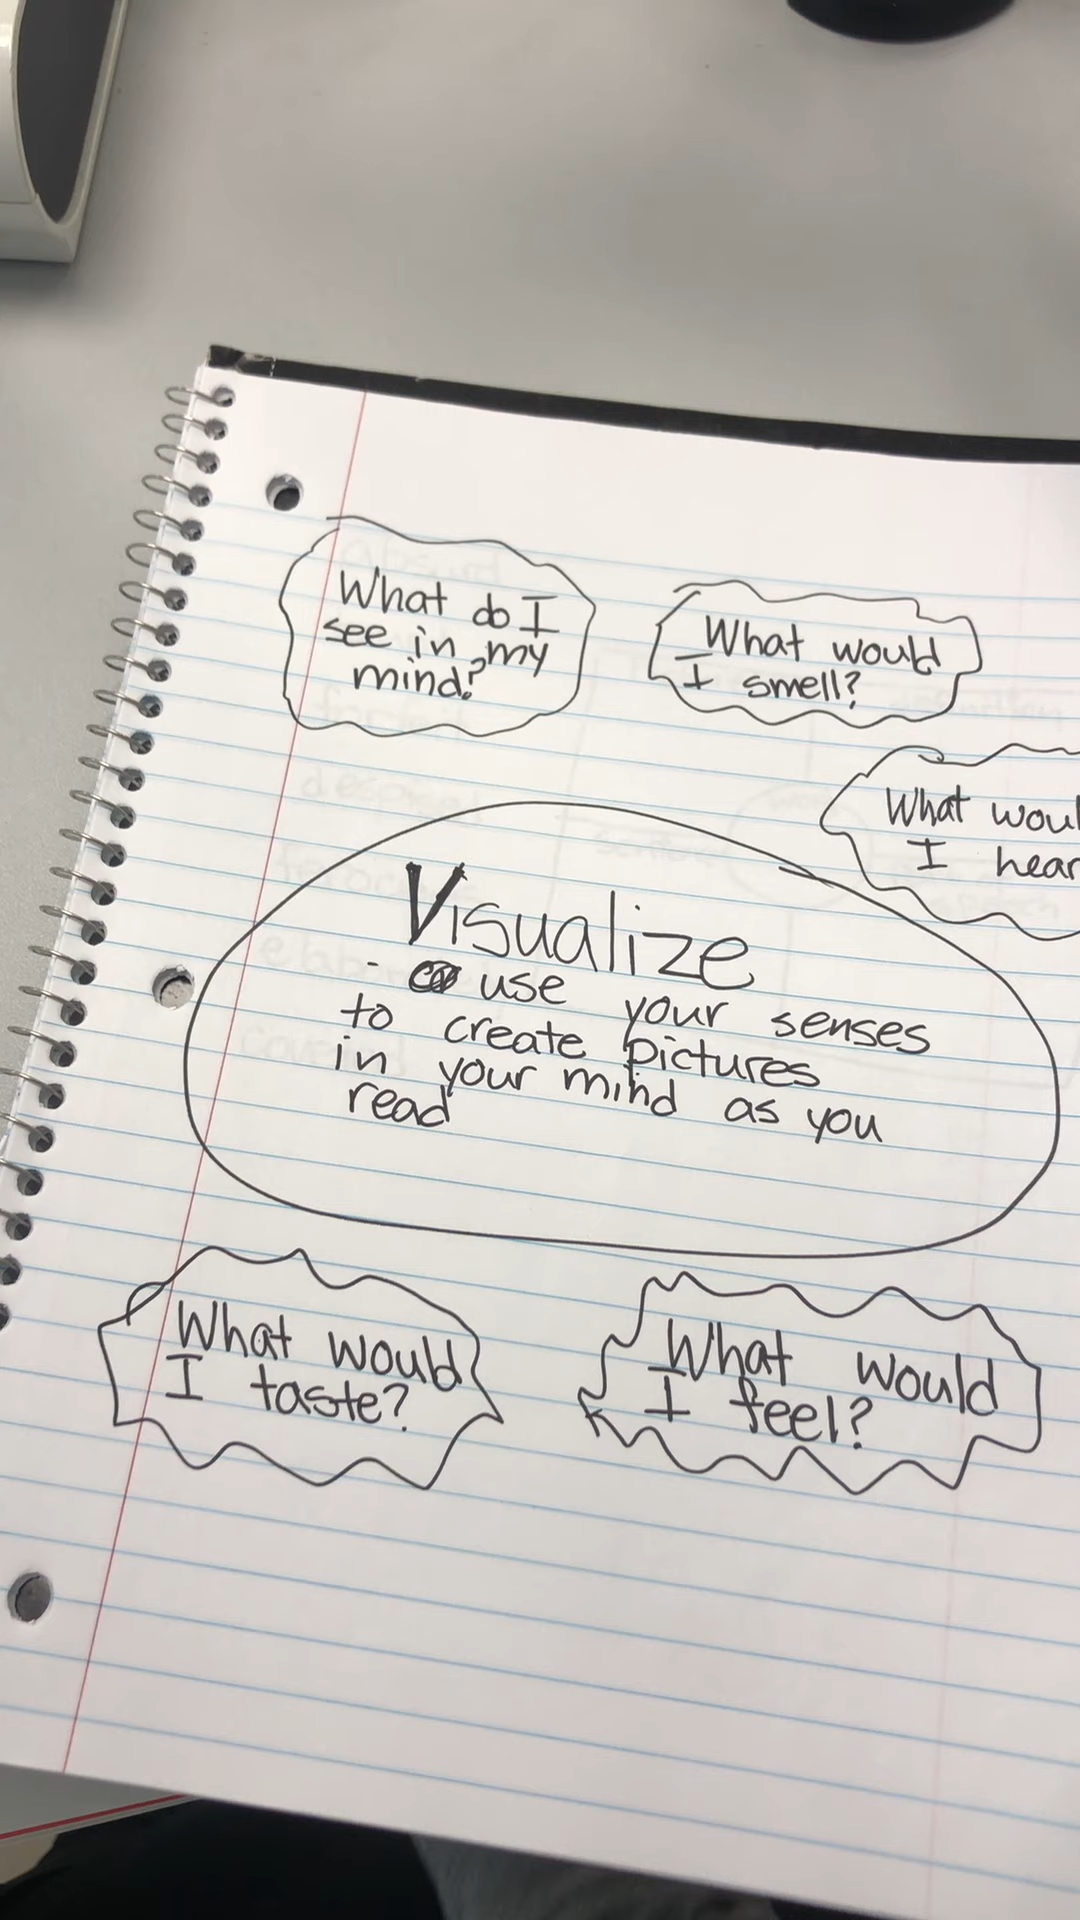 What do I
see in my
mind?
What would
I smell?
What
I hear
Visualize
- use your senses
to create pictures
in your mind as you
read
What would
I taste?
What would
I feel?